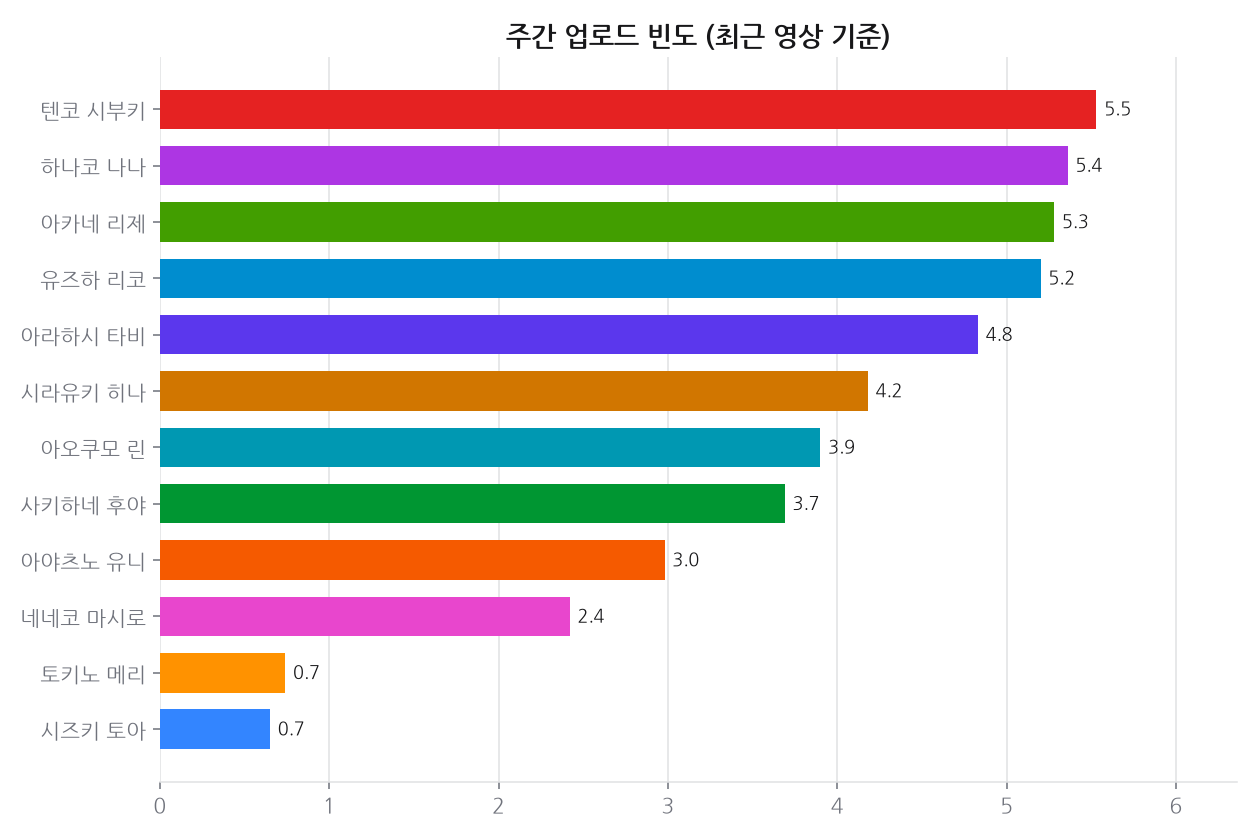 주간 업로드 빈도 (최근 영상 기준)
텐코 시부키 5.5
하나코 나나 5.4
아카네 리제 5.3
유즈하 리코 5.2
아라하시 타비 4.8
시라유키 히나 4.2
아오쿠모 린 3.9
사키하네 후야 3.7
아야츠노 유니 3.0
네네코 마시로 2.4
토키노 메리 0.7
시즈키 토아 0.7
0 1 2 3 4 5 6